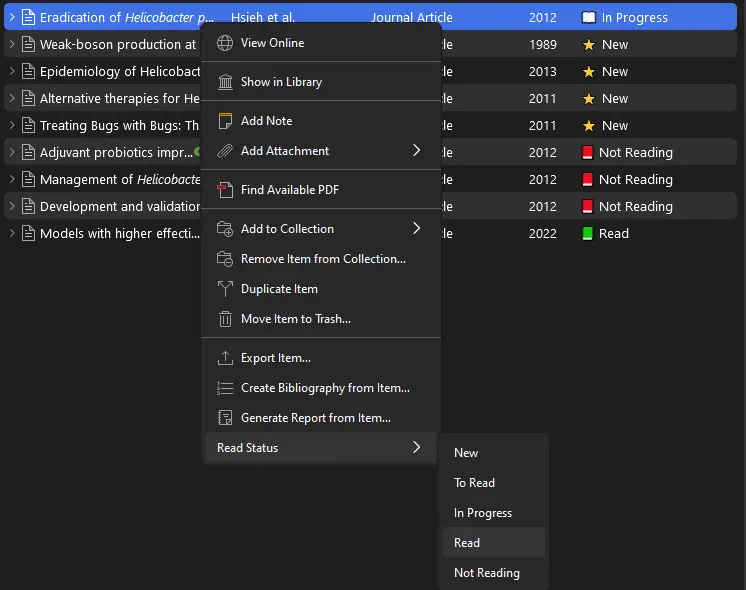 Eradication of Helicobacter p... Hsieh et al. Journal Article 2012 In Progress
Weak-boson production at 1989 New
Epidemiology of Helicobact 2013 New
Alternative therapies for He 2011 New
Treating Bugs with Bugs: Th 2011 New
Adjuvant probiotics impr... cle 2012 Not Reading
Management of Helicobacte cle 2012 Not Reading
Development and validation cle 2012 Not Reading
Models with higher effecti... cle 2022 Read
View Online
Show in Library
Add Note
Add Attachment
Find Available PDF
Add to Collection
Remove Item from Collection...
Duplicate Item
Move Item to Trash...
Export Item...
Create Bibliography from Item...
Generate Report from Item...
Read Status
New
To Read
In Progress
Read
Not Reading